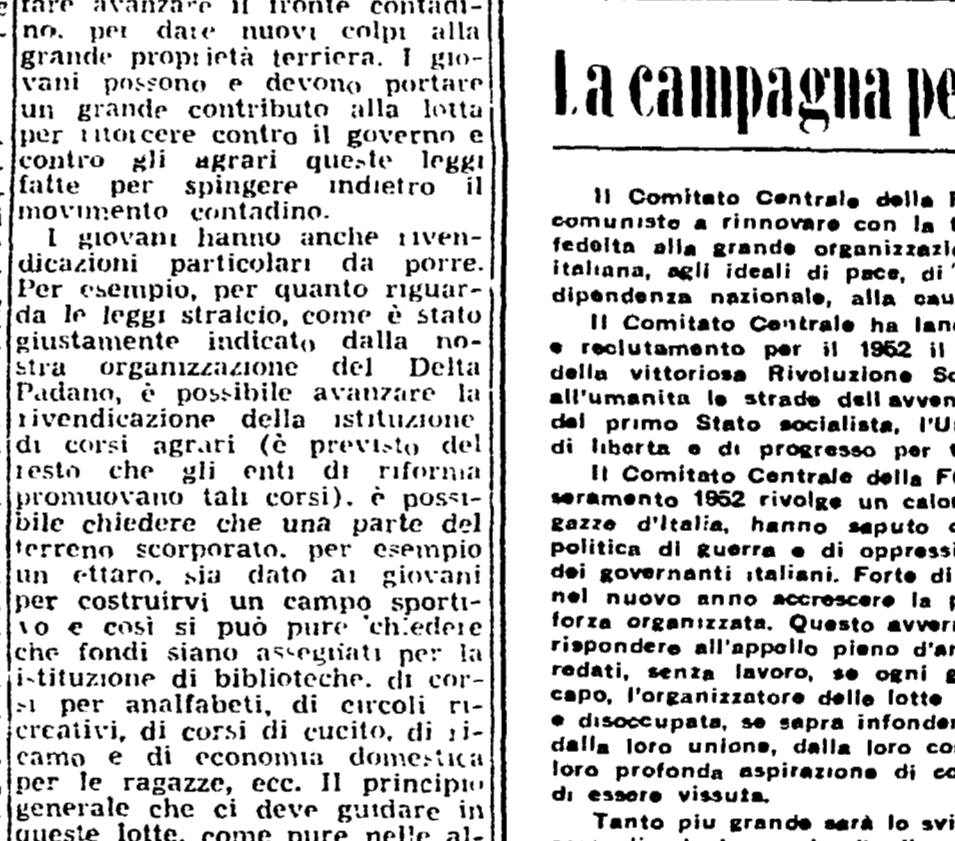 fare avanzare il fronte contadi-
no, per dare nuovi colpi alla
grande proprietà terriera. I gio-
vani possono e devono portare
un grande contributo alla lotta
per ritorcere contro il governo e
contro gli agrari queste leggi
fatte per spingere indietro il
movimento contadino.
I giovani hanno anche riven-
dicazioni particolari da porre.
Per esempio, per quanto riguar-
da le leggi stralcio, come è stato
giustamente indicato dalla no-
stra organizzazione del Delta
Padano, è possibile avanzare la
rivendicazione della istituzione
di corsi agrari (è previsto del
resto che gli enti di riforma
promuovano tali corsi), è possi-
bile chiedere che una parte del
terreno scorporato, per esempio
un ettaro, sia dato ai giovani
per costruirvi un campo sporti-
vo e così si può pure chiedere
che fondi siano assegnati per la
istituzione di biblioteche, di cor-
si per analfabeti, di circoli ri-
creativi, di corsi di cucito, di ri-
camo e di economia domestica
per le ragazze, ecc. Il principio
generale che ci deve guidare in
queste lotte, come pure nelle al-
La campagna pe
Il Comitato Centrale della F
comuniste a rinnovare con la t
fedelta alla grande organizzazio
italiana, agli ideali di pace, di
dipendenza nazionale, alla cau
Il Comitato Centrale ha lanc
e reclutamento per il 1952 il
della vittoriosa Rivoluzione So
all'umanita le strade dell'avven
del primo Stato socialista, l'U
di liberta e di progresso per t
Il Comitato Centrale della F
seramento 1952 rivolge un calo
gazze d'Italia, hanno saputo
politica di guerra e di oppressi
dei governanti italiani. Forte di
nel nuovo anno accrescere la p
forza organizzata. Questo avver
rispondere all'appello pieno d'a
redati, senza lavoro, se ogni g
capo, l'organizzatore delle lotte
e disoccupata, se sapra infonder
dalla loro unione, dalla loro co
loro profonda aspirazione di co
di essere vissuta.
Tanto piu grande sarà lo svi